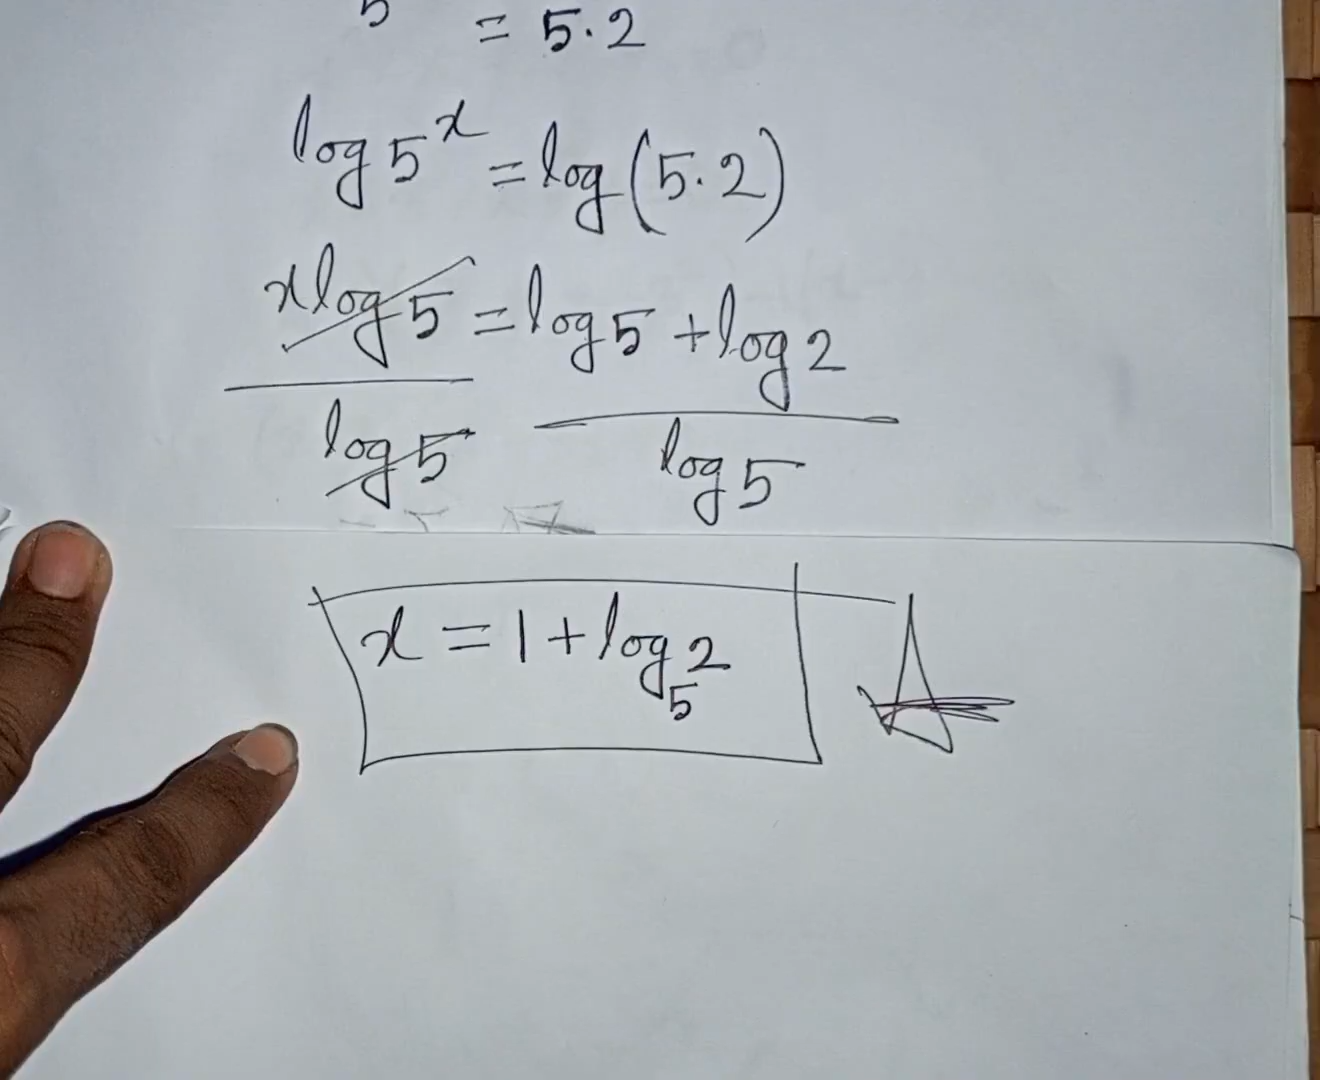 5 = 5.2
log 5^x = log(5.2)
x log 5 = log 5 + log 2
log 5 log 5
x = 1 + log_5 2